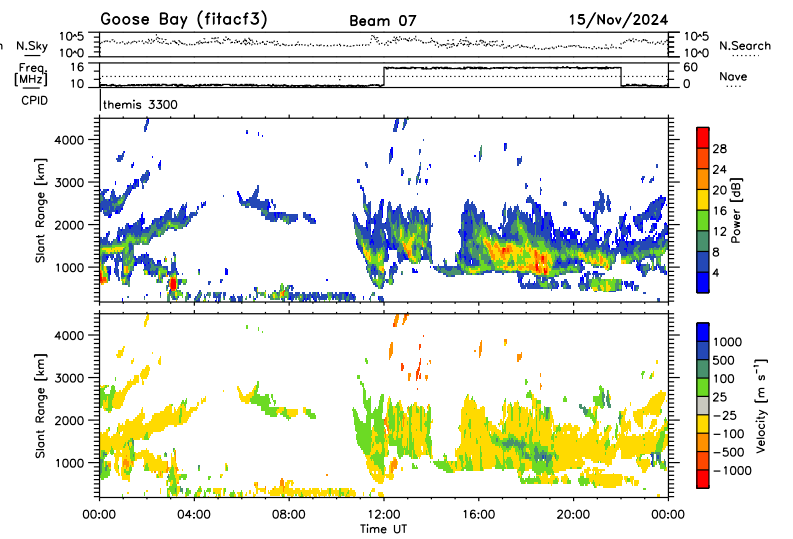 Goose Bay (fitacf3) Beam 07 15/Nov/2024
n N.Sky 10^5 10^5 N.Search
10^0 10^0
Freq. 16 60 Nave
[MHz] 10 0
CPID themis 3300
4000
3000
2000
1000
Slant Range [km]
28
24
20
16
12
8
4
Power [dB]
4000
3000
2000
1000
Slant Range [km]
1000
500
100
25
−25
−100
−500
−1000
Velocity [m s⁻¹]
00:00 04:00 08:00 12:00 16:00 20:00 00:00
Time UT